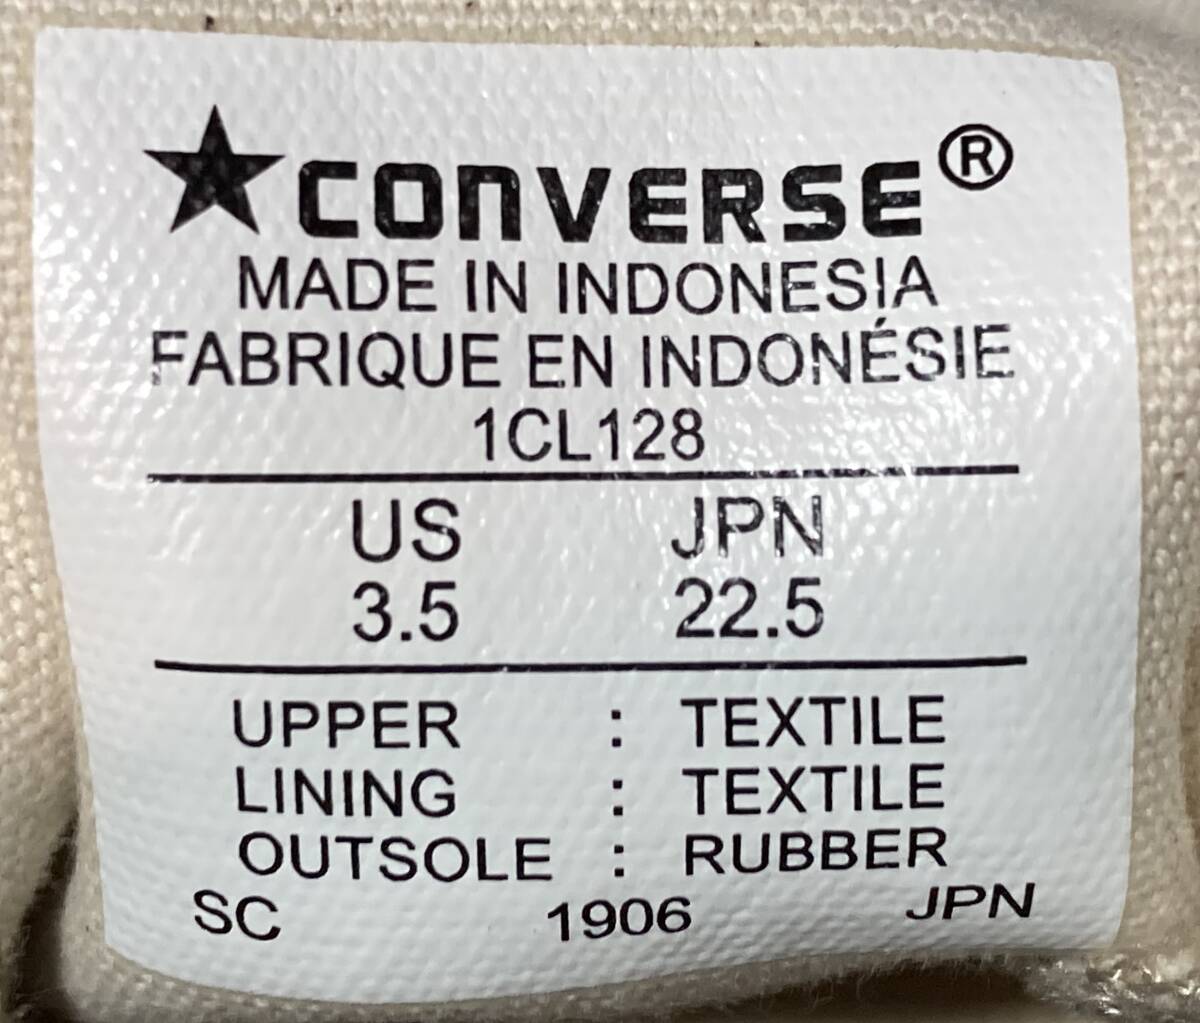 ★CONVERSE®
MADE IN INDONESIA
FABRIQUE EN INDONÉSIE
1CL128
US JPN
3.5 22.5
UPPER : TEXTILE
LINING : TEXTILE
OUTSOLE : RUBBER
SC 1906 JPN